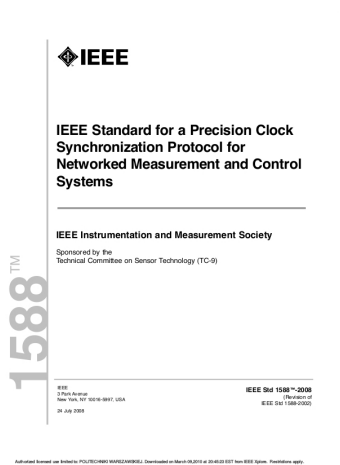 IEEE
IEEE Standard for a Precision Clock
Synchronization Protocol for
Networked Measurement and Control
Systems
IEEE Instrumentation and Measurement Society
Sponsored by the
Technical Committee on Sensor Technology (TC-9)
1588™
IEEE
3 Park Avenue
New York, NY 10016-5997, USA
24 July 2008
IEEE Std 1588™-2008
(Revision of
IEEE Std 1588-2002)
Authorized licensed use limited to: POLITECHNIKI WARSZAWSKIEJ. Downloaded on March 09,2010 at 20:45:03 EST from IEEE Xplore. Restrictions apply.